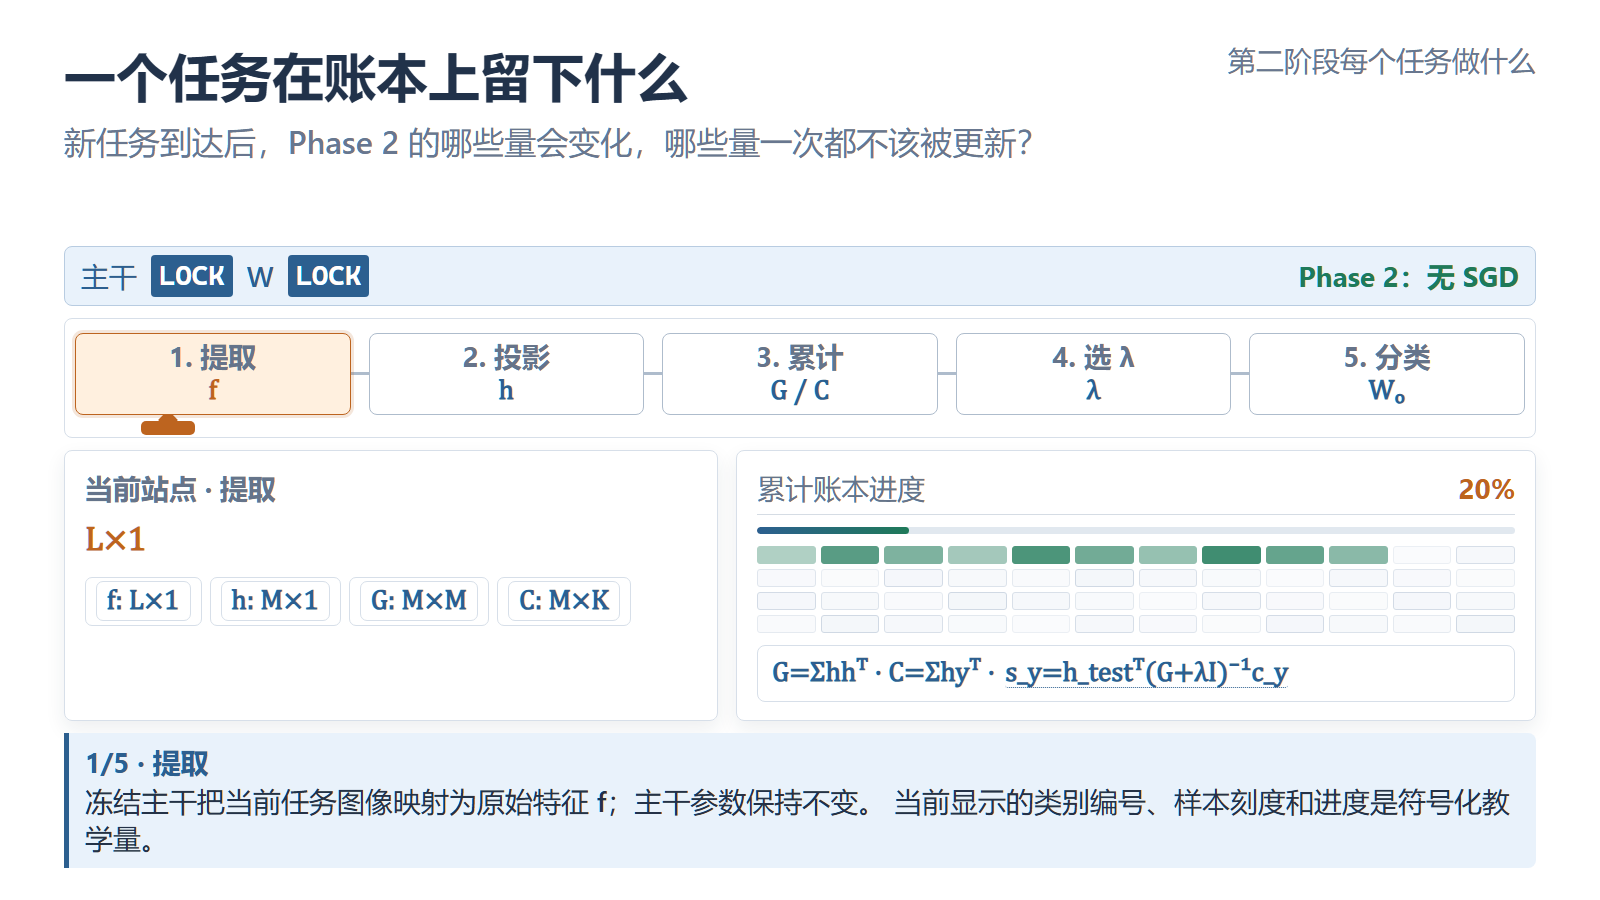 一个任务在账本上留下什么
第二阶段每个任务做什么
新任务到达后，Phase 2 的哪些量会变化，哪些量一次都不该被更新？
主干 LOCK W LOCK
Phase 2：无 SGD
1. 提取
f
2. 投影
h
3. 累计
G / C
4. 选 λ
λ
5. 分类
Wₒ
当前站点 · 提取
L×1
f: L×1
h: M×1
G: M×M
C: M×K
累计账本进度
20%
G=Σhhᵀ · C=Σhyᵀ · s_y=h_testᵀ(G+λI)⁻¹c_y
1/5 · 提取
冻结主干把当前任务图像映射为原始特征 f；主干参数保持不变。 当前显示的类别编号、样本刻度和进度是符号化教
学量。